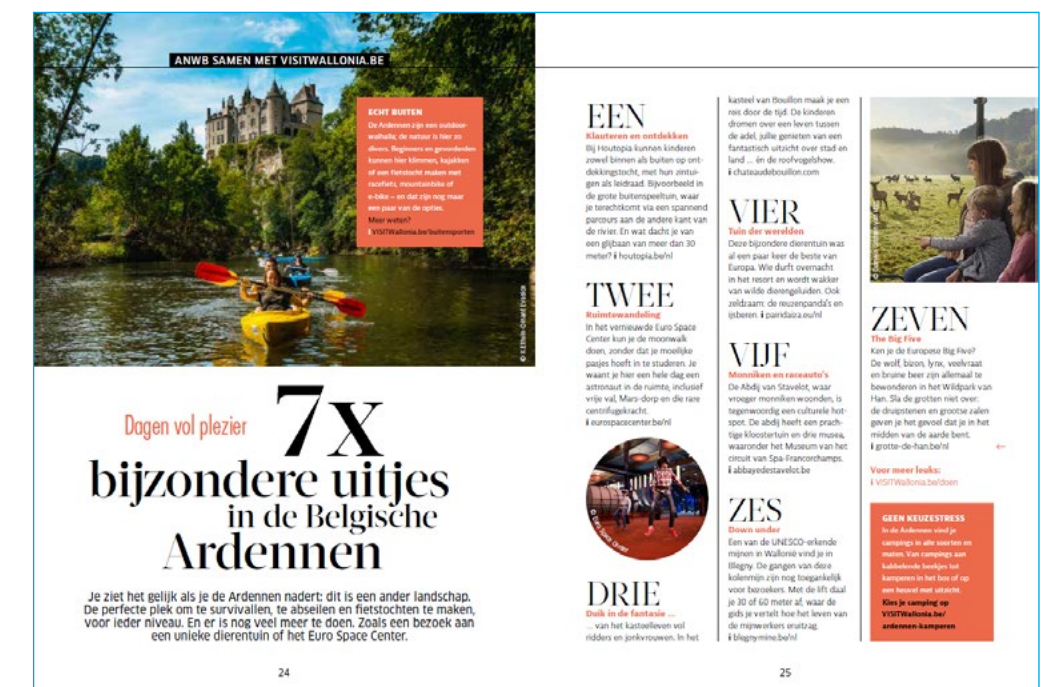 ANWB SAMEN MET VISITWALLONIA.BE
ECHT BUITEN
De Ardennen zijn een outdoor-
walhalla; de natuur is hier zo
divers. Beginners en gevorderden
kunnen hier klimmen, kajakken
of een fietstocht maken met
racefiets, mountainbike of
e-bike – en dat zijn nog maar
een paar van de opties.
Meer weten?
i VISITWallonia.be/buitensporten
Dagen vol plezier
7x
bijzondere uitjes
in de Belgische
Ardennen
Je ziet het gelijk als je de Ardennen nadert: dit is een ander landschap.
De perfecte plek om te survivallen, te abseilen en fietstochten te maken,
voor ieder niveau. En er is nog veel meer te doen. Zoals een bezoek aan
een unieke dierentuin of het Euro Space Center.
24
EEN
Klauteren en ontdekken
Bij Houtopia kunnen kinderen
zowel binnen als buiten op ont-
dekkingstocht, met hun zintui-
gen als leidraad. Bijvoorbeeld in
de grote buitenspeeltuin, waar
je terechtkomt via een spannend
parcours aan de andere kant van
de rivier. En wat dacht je van
een glijbaan van meer dan 30
meter? i houtopia.be/nl
TWEE
Ruimtewandeling
In het vernieuwde Euro Space
Center kun je de moonwalk
doen, zonder dat je moeilijke
pasjes hoeft in te studeren. Je
waant je hier een hele dag een
astronaut in de ruimte, inclusief
vrije val, Mars-dorp en die rare
centrifugekracht.
i eurospacecenter.be/nl
© Euro Space Center
DRIE
Duik in de fantasie ...
... van het kasteelleven vol
ridders en jonkvrouwen. In het
kasteel van Bouillon maak je een
reis door de tijd. De kinderen
dromen over een leven tussen
de adel, jullie genieten van een
fantastisch uitzicht over stad en
land ... én de roofvogelshow.
i chateaudebouillon.com
VIER
Tuin der werelden
Deze bijzondere dierentuin was
al een paar keer de beste van
Europa. Wie durft overnacht
in het resort en wordt wakker
van wilde dierengeluiden. Ook
zeldzaam: de reuzenpanda's en
ijsberen. i pairidaiza.eu/nl
VIJF
Monniken en raceauto's
De Abdij van Stavelot, waar
vroeger monniken woonden, is
tegenwoordig een culturele hot-
spot. De abdij heeft een prach-
tige kloostertuin en drie musea,
waaronder het Museum van het
circuit van Spa-Francorchamps.
i abbayedestavelot.be
ZES
Down under
Een van de UNESCO-erkende
mijnen in Wallonië vind je in
Blegny. De gangen van deze
kolenmijn zijn nog toegankelijk
voor bezoekers. Met de lift daal
je 30 of 60 meter af, waar de
gids je vertelt hoe het leven van
de mijnwerkers eruitzag.
i blegnymine.be/nl
ZEVEN
The Big Five
Ken je de Europese Big Five?
De wolf, bizon, lynx, veelvraat
en bruine beer zijn allemaal te
bewonderen in het Wildpark van
Han. Sla de grotten niet over:
de druipstenen en grootse zalen
geven je het gevoel dat je in het
midden van de aarde bent.
i grotte-de-han.be/nl
Voor meer leuks:
i VISITWallonia.be/doen
GEEN KEUZESTRESS
In de Ardennen vind je
campings in alle soorten en
maten. Van campings aan
kabbelende beekjes tot
kamperen in het bos of op
een heuvel met uitzicht.
Kies je camping op
VISITWallonia.be/
ardennen-kamperen
25